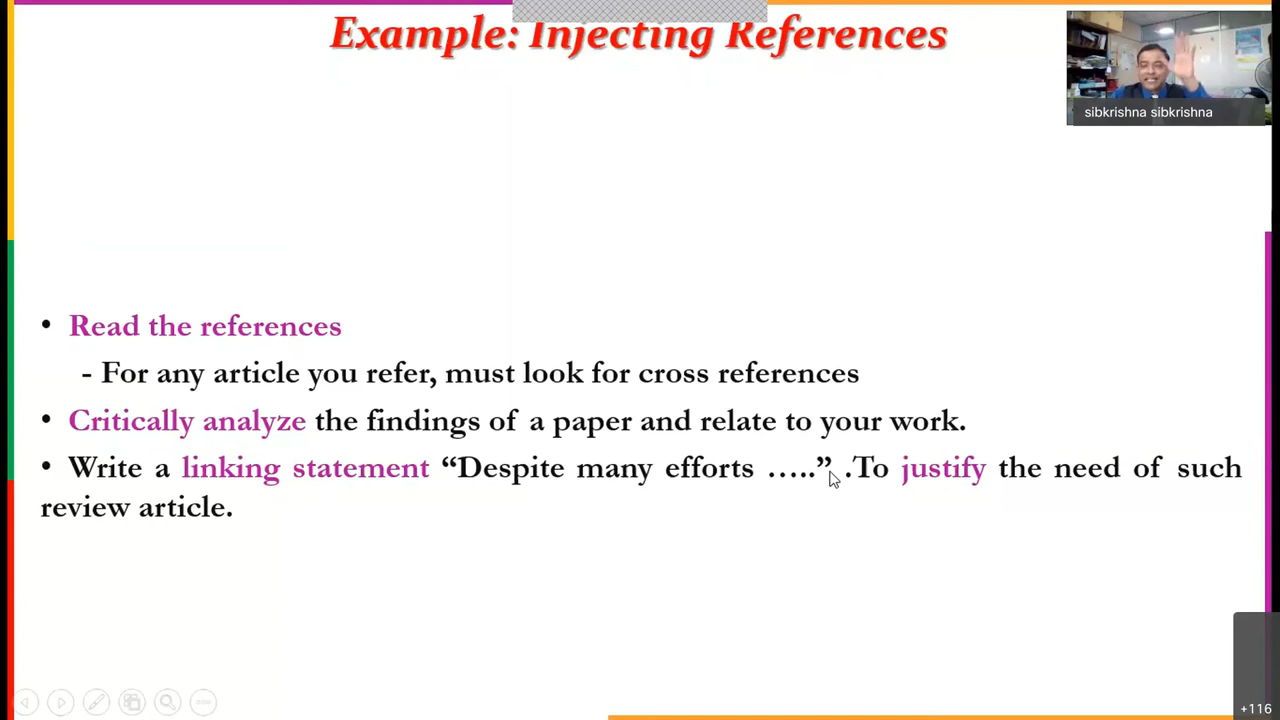 Example: Injecting References
sibkrishna sibkrishna
• Read the references
- For any article you refer, must look for cross references
• Critically analyze the findings of a paper and relate to your work.
• Write a linking statement “Despite many efforts …..” .To justify the need of such
review article.
+116